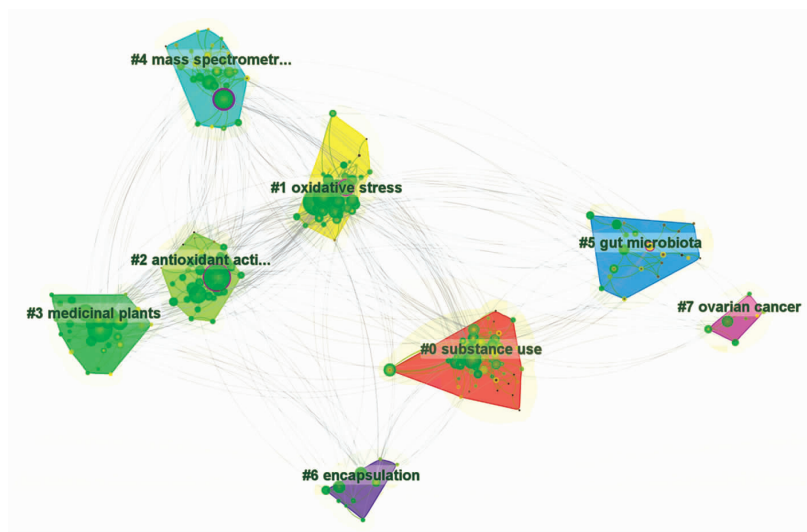 #4 mass spectrometr...
#1 oxidative stress
#5 gut microbiota
#2 antioxidant acti...
#7 ovarian cancer
#3 medicinal plants
#0 substance use
#6 encapsulation